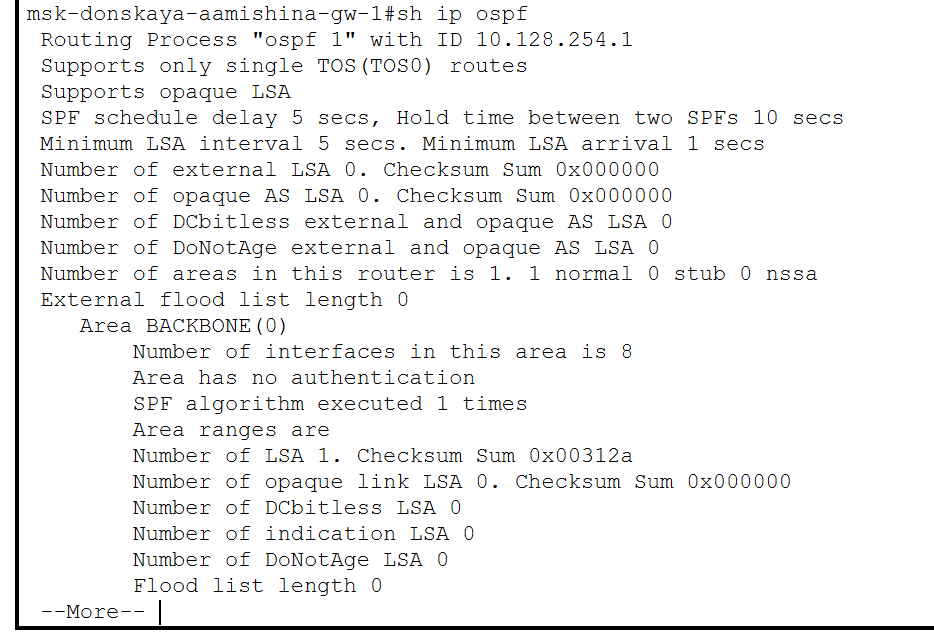 msk-donskaya-aamishina-gw-1#sh ip ospf
Routing Process "ospf 1" with ID 10.128.254.1
Supports only single TOS(TOS0) routes
Supports opaque LSA
SPF schedule delay 5 secs, Hold time between two SPFs 10 secs
Minimum LSA interval 5 secs. Minimum LSA arrival 1 secs
Number of external LSA 0. Checksum Sum 0x000000
Number of opaque AS LSA 0. Checksum Sum 0x000000
Number of DCbitless external and opaque AS LSA 0
Number of DoNotAge external and opaque AS LSA 0
Number of areas in this router is 1. 1 normal 0 stub 0 nssa
External flood list length 0
Area BACKBONE(0)
Number of interfaces in this area is 8
Area has no authentication
SPF algorithm executed 1 times
Area ranges are
Number of LSA 1. Checksum Sum 0x00312a
Number of opaque link LSA 0. Checksum Sum 0x000000
Number of DCbitless LSA 0
Number of indication LSA 0
Number of DoNotAge LSA 0
Flood list length 0
--More--